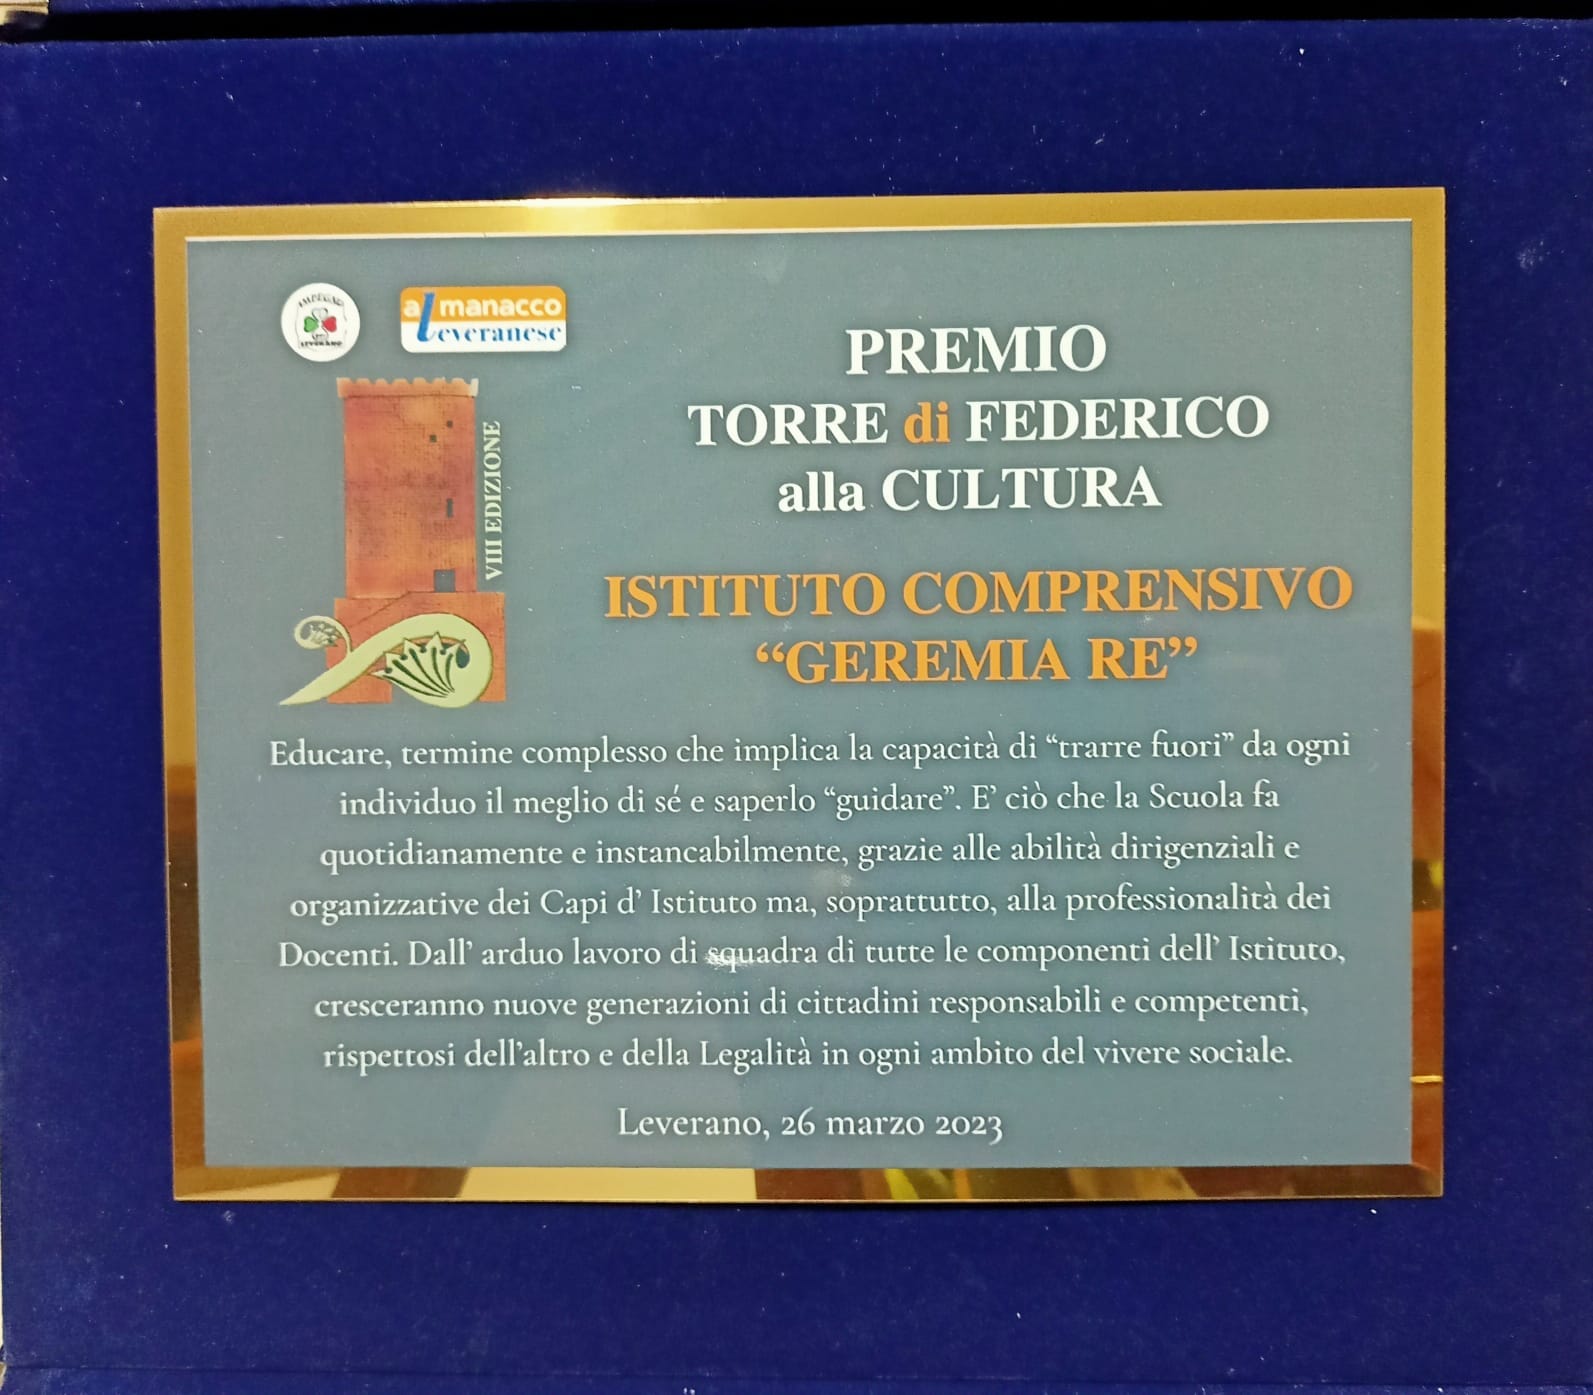 IMPEGNO
LEVERANO
almanacco
leveranese
VIII EDIZIONE
PREMIO
TORRE di FEDERICO
alla CULTURA
ISTITUTO COMPRENSIVO
“GEREMIA RE”
Educare, termine complesso che implica la capacità di “trarre fuori” da ogni
individuo il meglio di sé e saperlo “guidare”. E’ ciò che la Scuola fa
quotidianamente e instancabilmente, grazie alle abilità dirigenziali e
organizzative dei Capi d’ Istituto ma, soprattutto, alla professionalità dei
Docenti. Dall’ arduo lavoro di squadra di tutte le componenti dell’ Istituto,
cresceranno nuove generazioni di cittadini responsabili e competenti,
rispettosi dell’altro e della Legalità in ogni ambito del vivere sociale.
Leverano, 26 marzo 2023